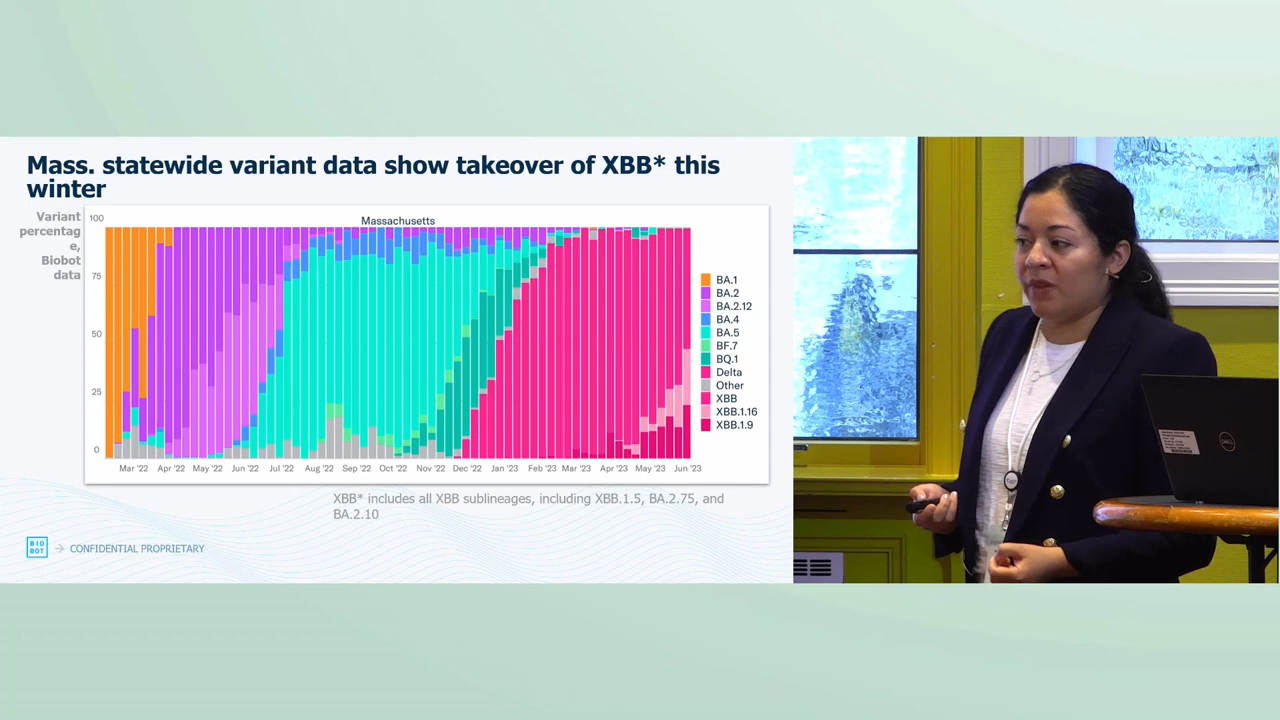 Mass. statewide variant data show takeover of XBB* this
winter
Variant
percentag
e,
Biobot
data
Massachusetts
100
75
50
25
0
Mar '22 Apr '22 May '22 Jun '22 Jul '22 Aug '22 Sep '22 Oct '22 Nov '22 Dec '22 Jan '23 Feb '23 Mar '23 Apr '23 May '23 Jun '23
BA.1
BA.2
BA.2.12
BA.4
BA.5
BF.7
BQ.1
Delta
Other
XBB
XBB.1.16
XBB.1.9
XBB* includes all XBB sublineages, including XBB.1.5, BA.2.75, and
BA.2.10
BIO
BOT
CONFIDENTIAL PROPRIETARY
DELL